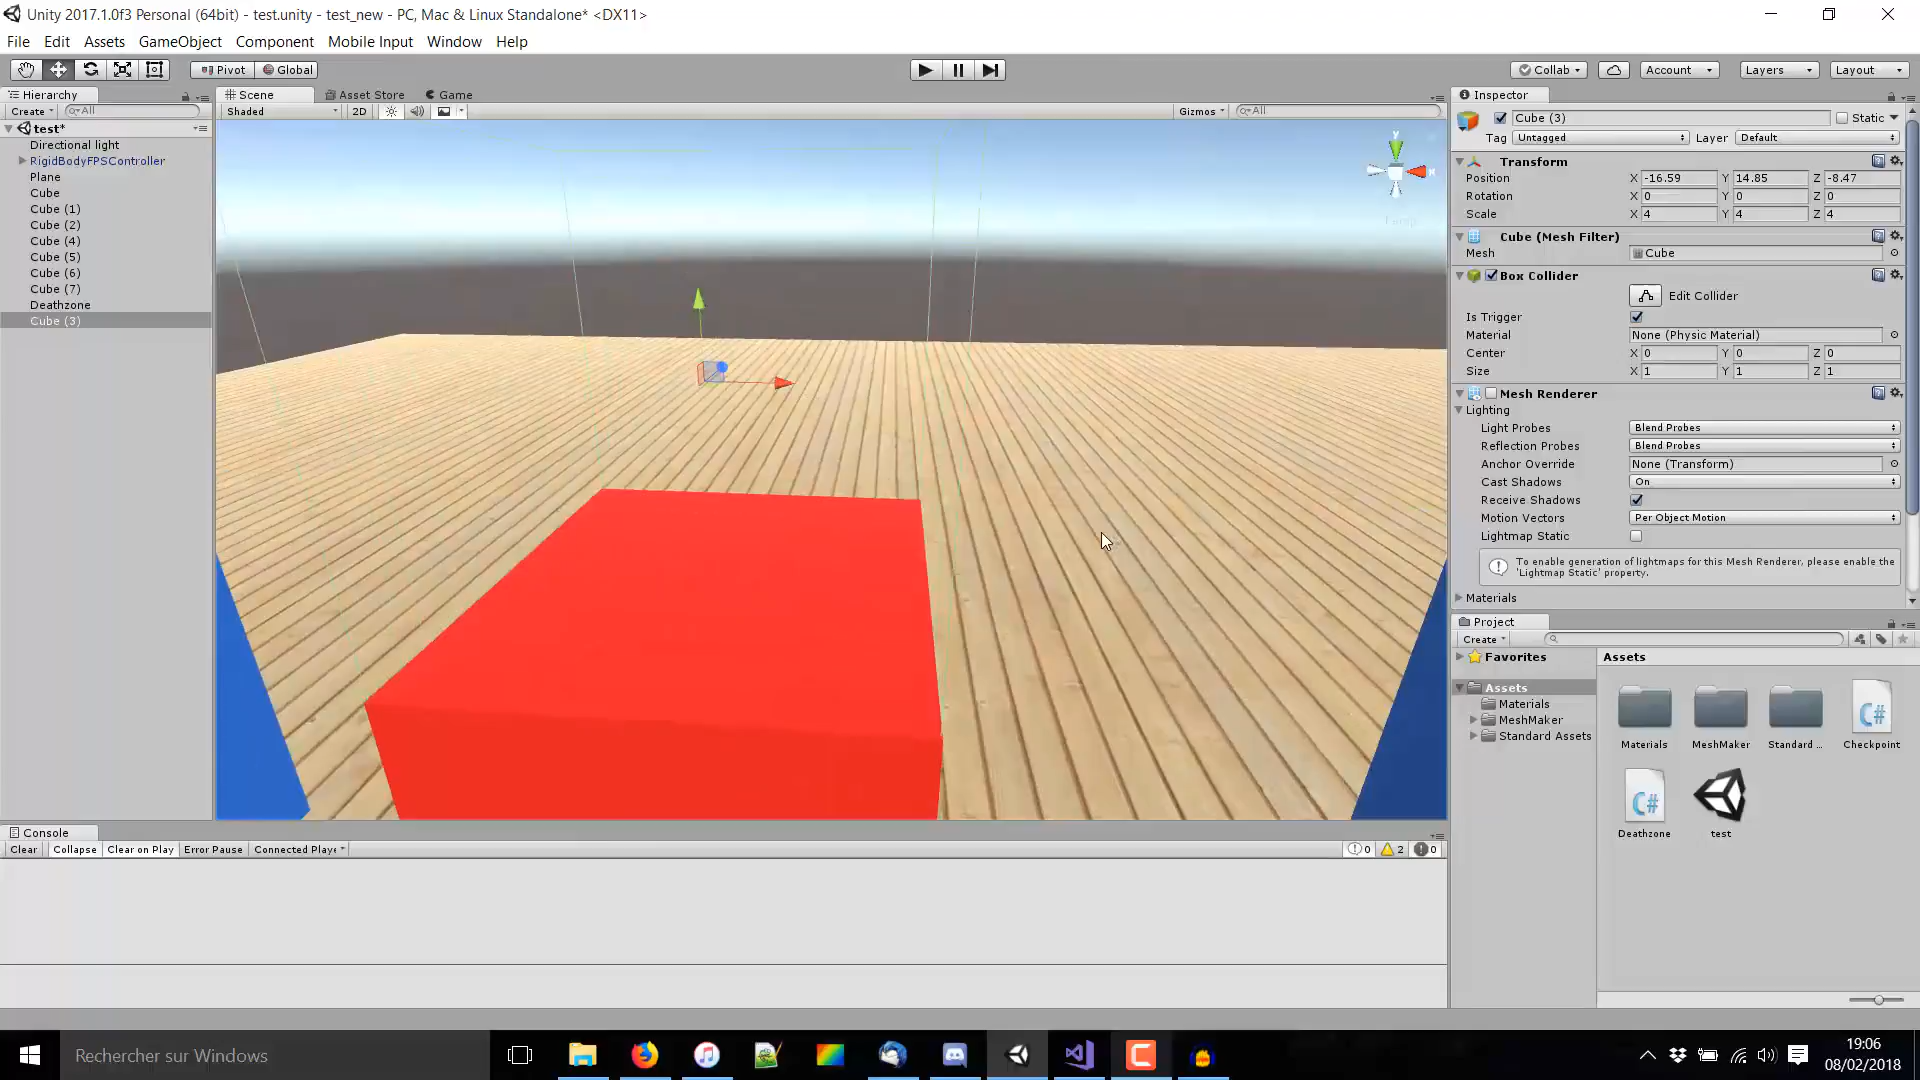 Unity 2017.1.0f3 Personal (64bit) - test.unity - test_new - PC, Mac & Linux Standalone* <DX11>
File Edit Assets GameObject Component Mobile Input Window Help
Pivot Global Collab Account Layers Layout
Hierarchy
Create All
test*
Directional light
RigidBodyFPSController
Plane
Cube
Cube (1)
Cube (2)
Cube (4)
Cube (5)
Cube (6)
Cube (7)
Deathzone
Cube (3)
Scene Asset Store Game
Shaded 2D Gizmos All
y
Persp
Inspector
Cube (3) Static
Tag Untagged Layer Default
Transform
Position X -16.59 Y 14.85 Z -8.47
Rotation X 0 Y 0 Z 0
Scale X 4 Y 4 Z 4
Cube (Mesh Filter)
Mesh Cube
Box Collider
Edit Collider
Is Trigger
Material None (Physic Material)
Center X 0 Y 0 Z 0
Size X 1 Y 1 Z 1
Mesh Renderer
Lighting
Light Probes Blend Probes
Reflection Probes Blend Probes
Anchor Override None (Transform)
Cast Shadows On
Receive Shadows
Motion Vectors Per Object Motion
Lightmap Static
To enable generation of lightmaps for this Mesh Renderer, please enable the
'Lightmap Static' property.
Materials
Project
Create
Favorites
Assets
Materials
MeshMaker
Standard Assets
Assets
Materials MeshMaker Standard ... Checkpoint
Deathzone test
C#
C#
Console
Clear Collapse Clear on Play Error Pause Connected Playe 0 2 0
Rechercher sur Windows
19:06
08/02/2018